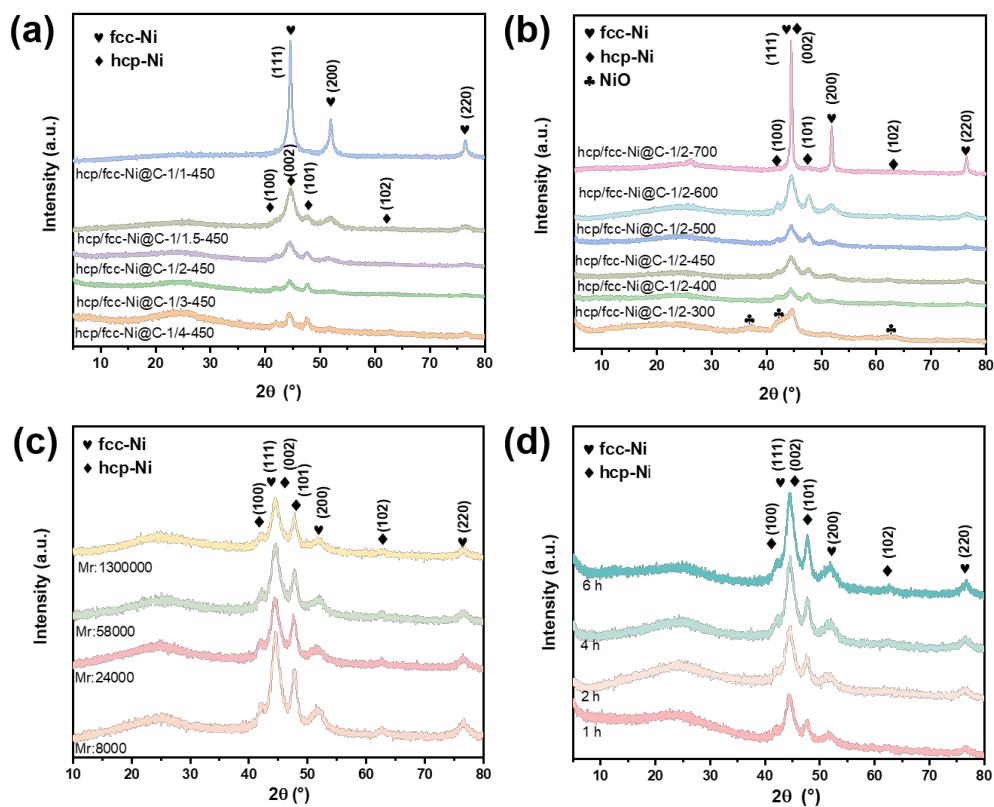 (a)
♥ fcc-Ni
♦ hcp-Ni
(111)
(200)
(220)
hcp/fcc-Ni@C-1/1-450
(100)
(002)
(101)
(102)
hcp/fcc-Ni@C-1/1.5-450
hcp/fcc-Ni@C-1/2-450
hcp/fcc-Ni@C-1/3-450
hcp/fcc-Ni@C-1/4-450
Intensity (a.u.)
5 10 20 30 40 50 60 70 80
2θ (°)
(b)
♥ fcc-Ni
♦ hcp-Ni
♣ NiO
(111)
(002)
(200)
(100)
(101)
(102)
(220)
hcp/fcc-Ni@C-1/2-700
hcp/fcc-Ni@C-1/2-600
hcp/fcc-Ni@C-1/2-500
hcp/fcc-Ni@C-1/2-450
hcp/fcc-Ni@C-1/2-400
hcp/fcc-Ni@C-1/2-300
Intensity (a.u.)
10 20 30 40 50 60 70 80
2θ (°)
(c)
♥ fcc-Ni
♦ hcp-Ni
(111)
(002)
(100)
(101)
(200)
(102)
(220)
Mr:1300000
Mr:58000
Mr:24000
Mr:8000
Intensity (a.u.)
10 20 30 40 50 60 70 80
2θ (°)
(d)
♥ fcc-Ni
♦ hcp-Ni
(111)
(002)
(100)
(101)
(200)
(102)
(220)
6 h
4 h
2 h
1 h
Intensity (a.u.)
10 20 30 40 50 60 70 80
2θ (°)